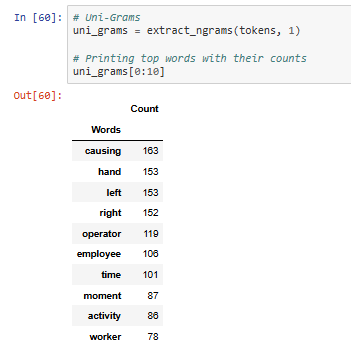 In [60]: # Uni-Grams
uni_grams = extract_ngrams(tokens, 1)
# Printing top words with their counts
uni_grams[0:10]
Out[60]:
Count
Words
causing 163
hand 153
left 153
right 152
operator 119
employee 106
time 101
moment 87
activity 86
worker 78